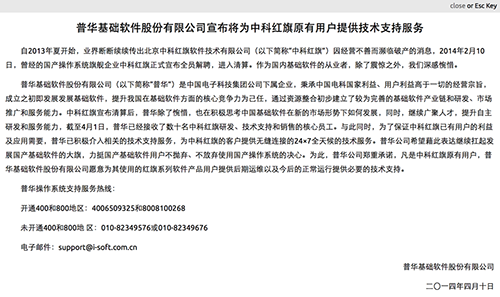 close or Esc Key
普华基础软件股份有限公司宣布将为中科红旗原有用户提供技术支持服务
自2013年夏开始，业界断断续续传出北京中科红旗软件技术有限公司（以下简称“中科红旗”）因经营不善而濒临破产的消息，2014年2月10
日，曾经的国产操作系统旗舰企业中科红旗正式宣布全员解聘，进入清算。作为国内基础软件的从业者，除了震惊之外，我们深感惋惜。
普华基础软件股份有限公司（以下简称“普华”）是中国电子科技集团公司下属企业，秉承中电科国家利益、用户利益高于一切的经营宗旨，
成立之初即发展发展基础软件，提升我国在基础软件方面的核心竞争力为己任，通过资源整合初步建立了较为完善的基础软件产业链和研发、市场
推广和服务能力。中科红旗宣布清算后，普华除了惋惜，也在积极思考中国基础软件在新的市场形势下如何发展，同时，继续广聚人才，提升自主
研发和服务能力，截至4月1日，普华已经接收了数十名中科红旗研发、技术支持和销售的核心员工。与此同时，为了保证中科红旗已有用户的利益
及应用需要，普华已积极介入相关的技术支持服务，为中科红旗的客户提供无缝连接的24×7全天候的技术服务。普华公司希望藉此表达继续扛起发
展国产基础软件的大旗，力挺国产基础软件用户不抛弃、不放弃使用国产操作系统的决心。为此，普华公司郑重承诺，凡是中科红旗原有用户，普
华基础软件股份有限公司愿意为其使用的红旗系列软件产品用户提供后期运维以及今后的正常运行提供必要的技术支持。
普华操作系统支持服务热线：
开通400和800地区：4006509325和8008100268
未开通400和800地区：010-82349576或010-82349676
电子邮件：support@i-soft.com.cn
普华基础软件股份有限公司
二〇一四年四月十日